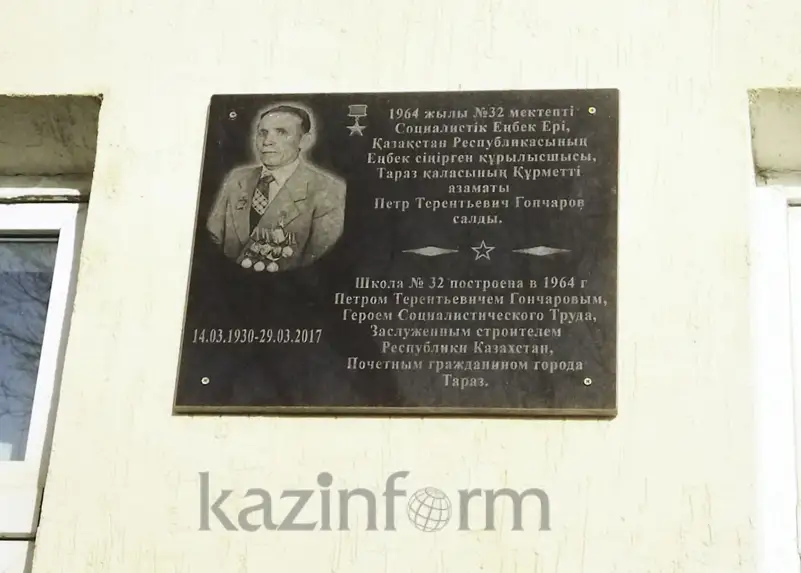 1964 жылы №32 мектепті
Социалистік Еңбек Ері,
Қазақстан Республикасының
Еңбек сіңірген құрылысшысы,
Тараз қаласының Құрметті
азаматы
Петр Терентьевич Гончаров
салды.
Школа № 32 построена в 1964 г
Петром Терентьевичем Гончаровым,
Героем Социалистического Труда,
Заслуженным строителем
Республики Казахстан,
Почетным гражданином города
Тараз.
14.03.1930-29.03.2017
kazinform